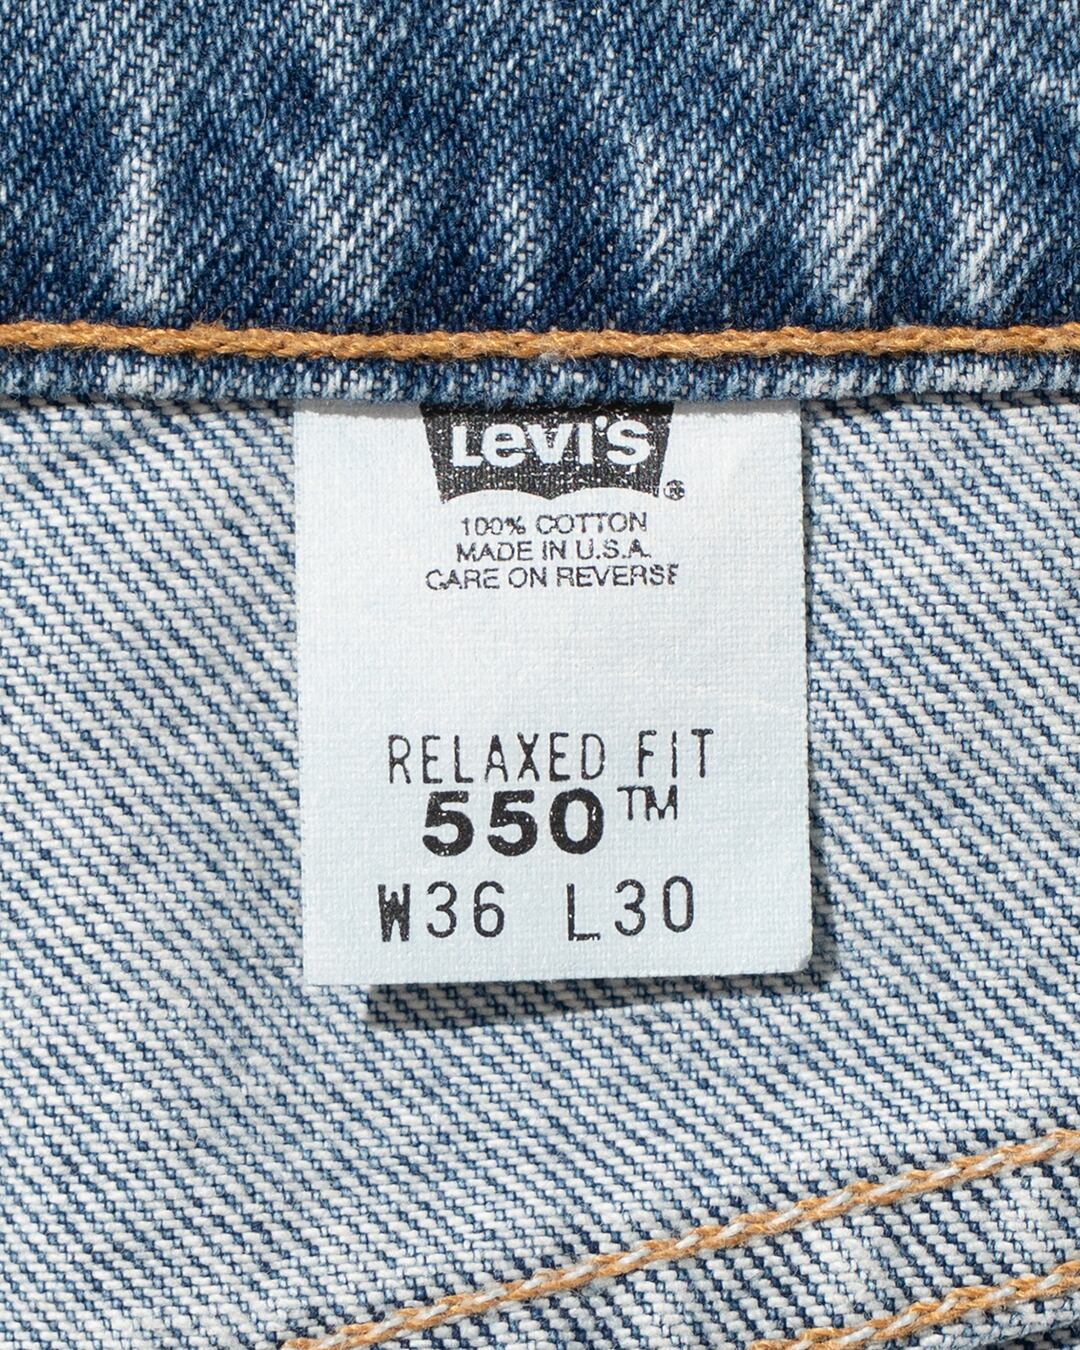 Levi's®
100% COTTON
MADE IN U.S.A.
CARE ON REVERSE
RELAXED FIT
550™
W36 L30